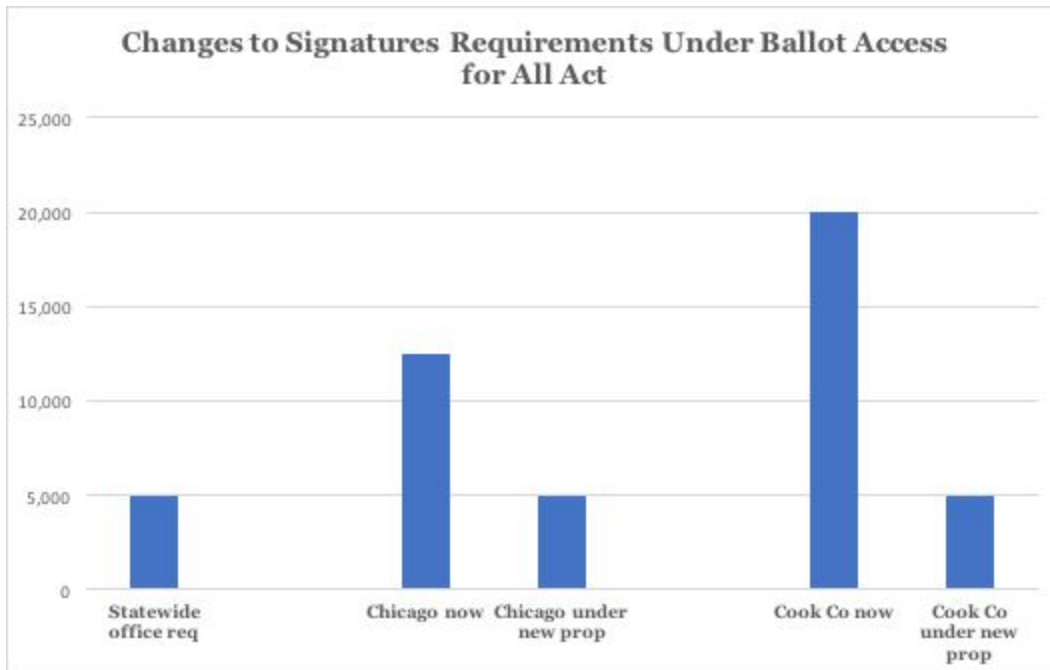 Changes to Signatures Requirements Under Ballot Access
for All Act
25,000
20,000
15,000
10,000
5,000
0
Statewide
office req
Chicago now
Chicago under
new prop
Cook Co now
Cook Co
under new
prop